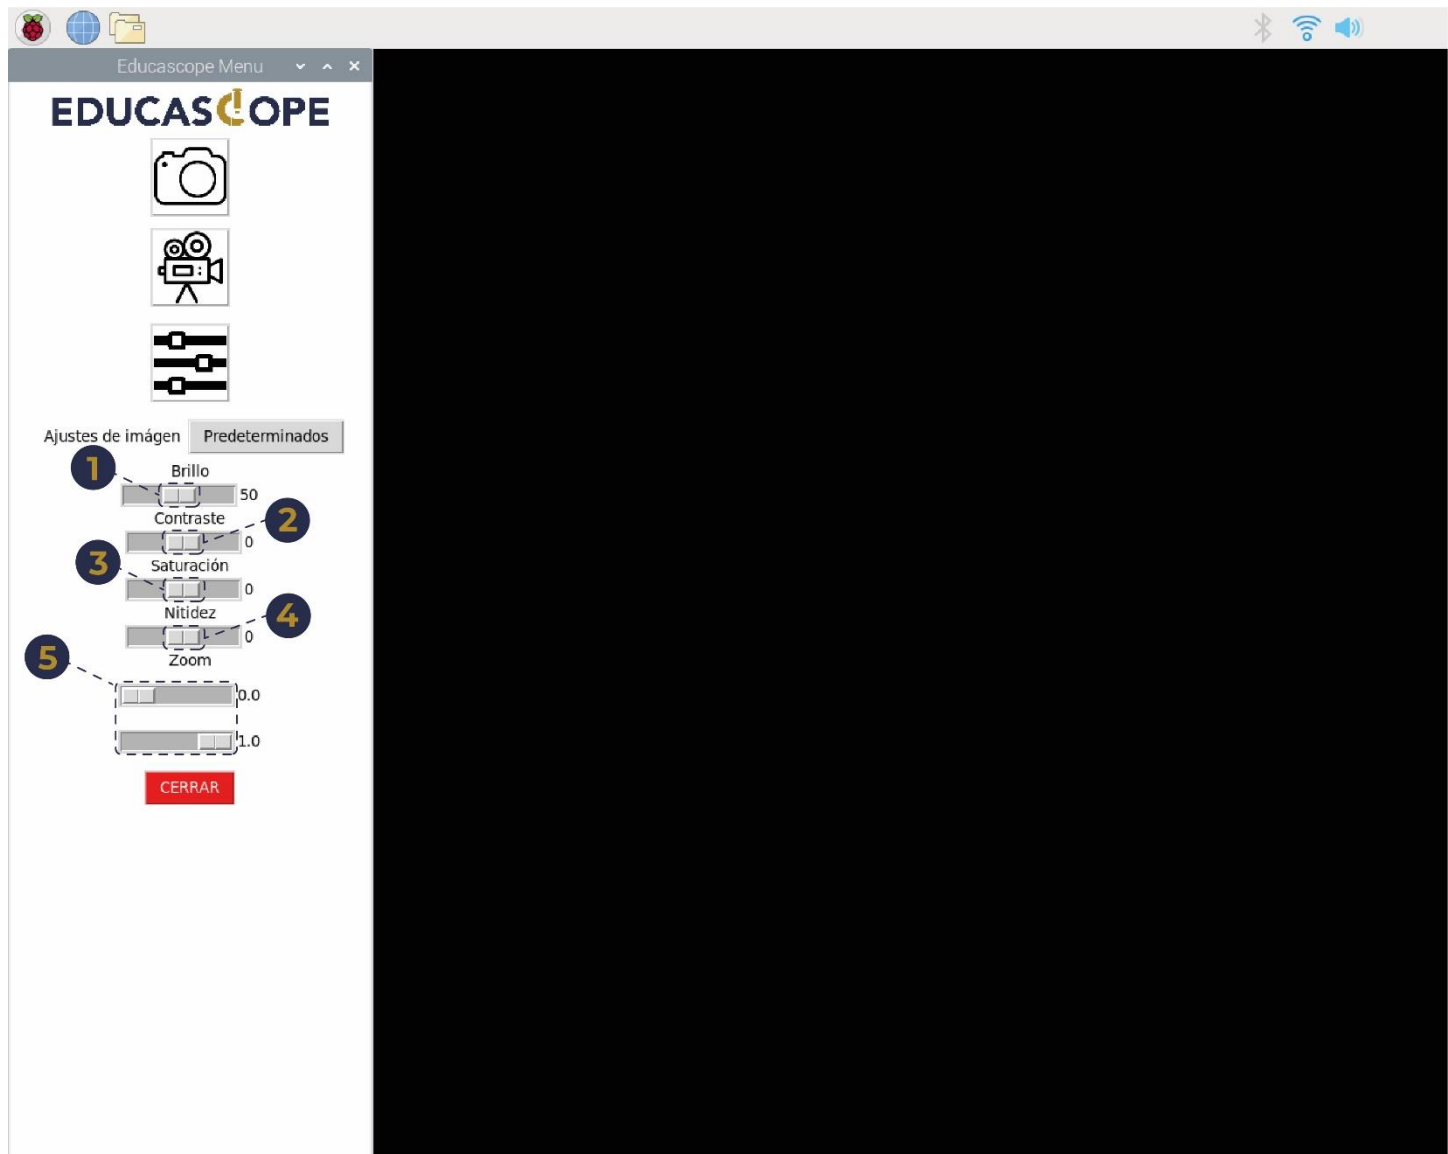 Educascope Menu
EDUCASCOPE
Ajustes de imágen Predeterminados
1 Brillo
50
Contraste 2
0
3 Saturación
0
Nitidez 4
0
5 Zoom
0.0
1.0
CERRAR